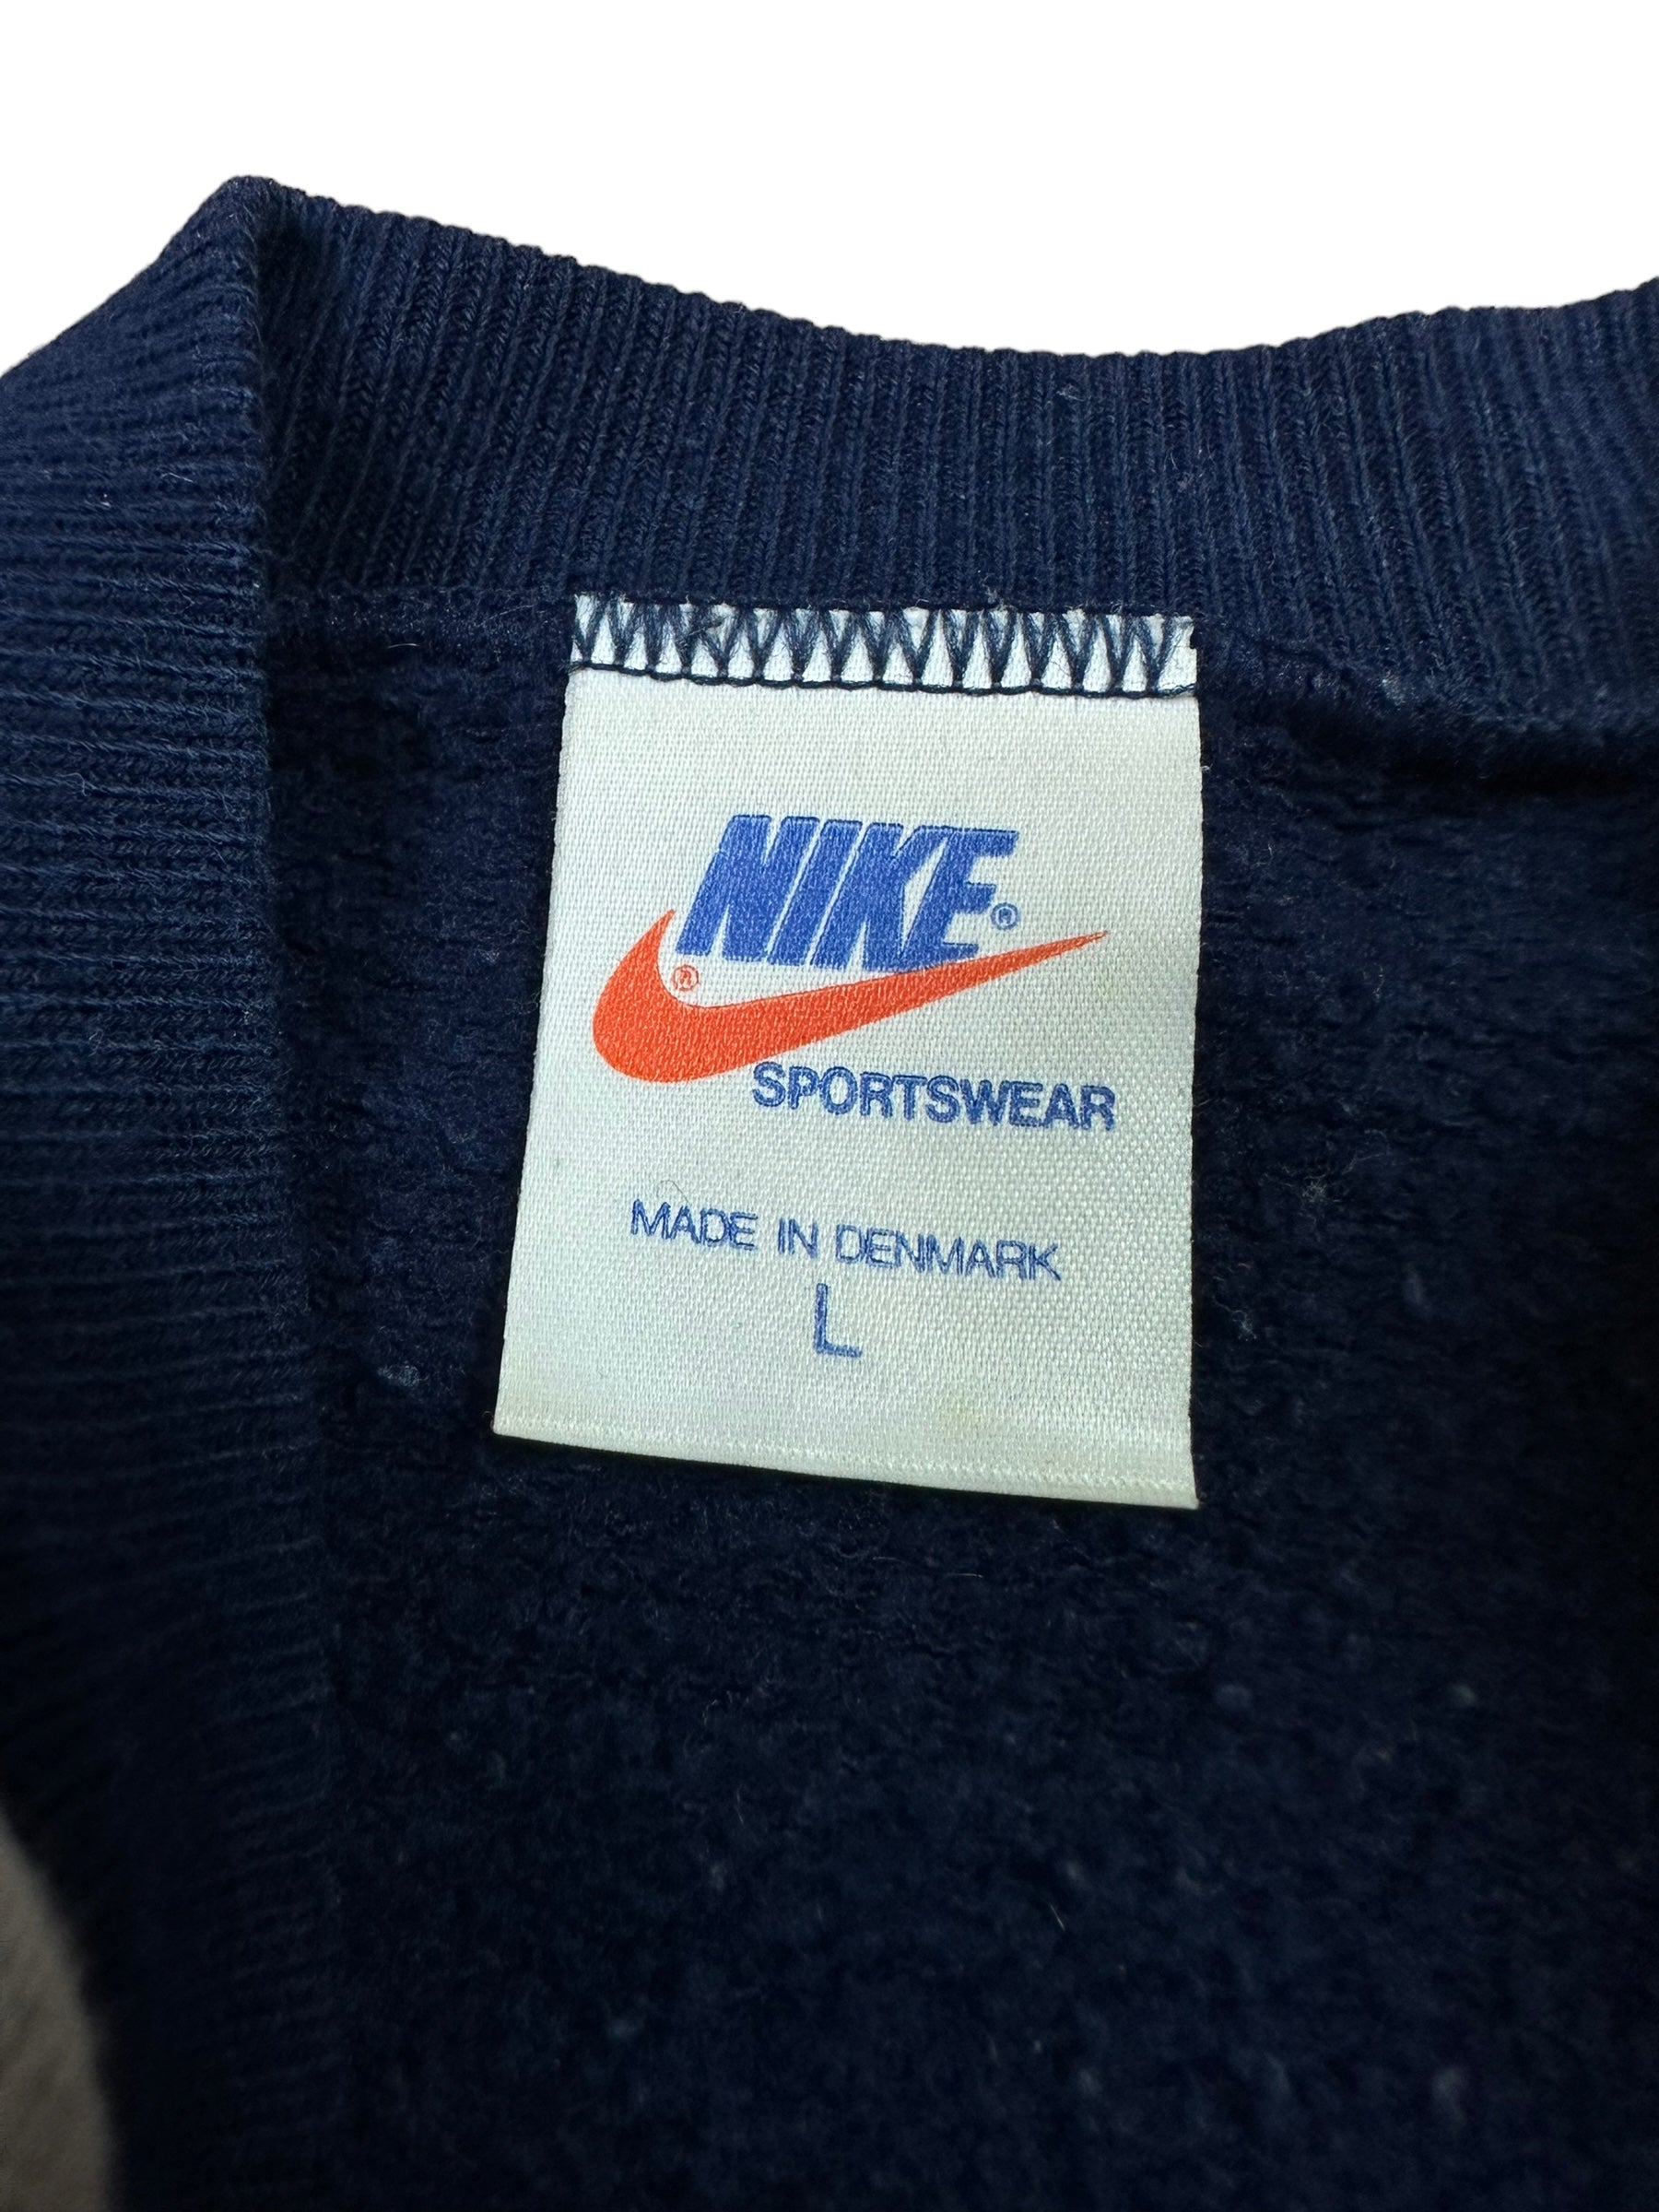 NIKE®
®
SPORTSWEAR
MADE IN DENMARK
L